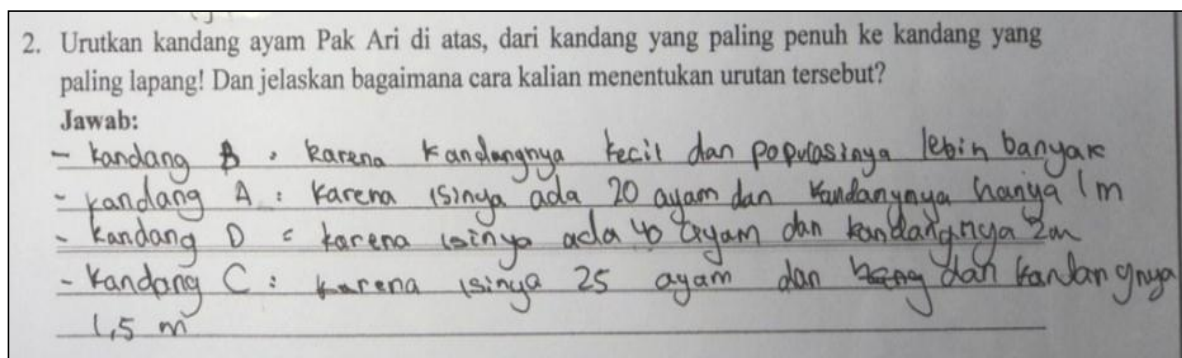 2. Urutkan kandang ayam Pak Ari di atas, dari kandang yang paling penuh ke kandang yang
paling lapang! Dan jelaskan bagaimana cara kalian menentukan urutan tersebut?
Jawab:
- kandang B : karena kandangnya kecil dan populasinya lebih banyak
- kandang A : karena isinya ada 20 ayam dan kandangnya hanya 1 m
- kandang D : karena isinya ada 40 ayam dan kandangnya 2 m
- kandang C : karena isinya 25 ayam dan dan kandangnya
1,5 m